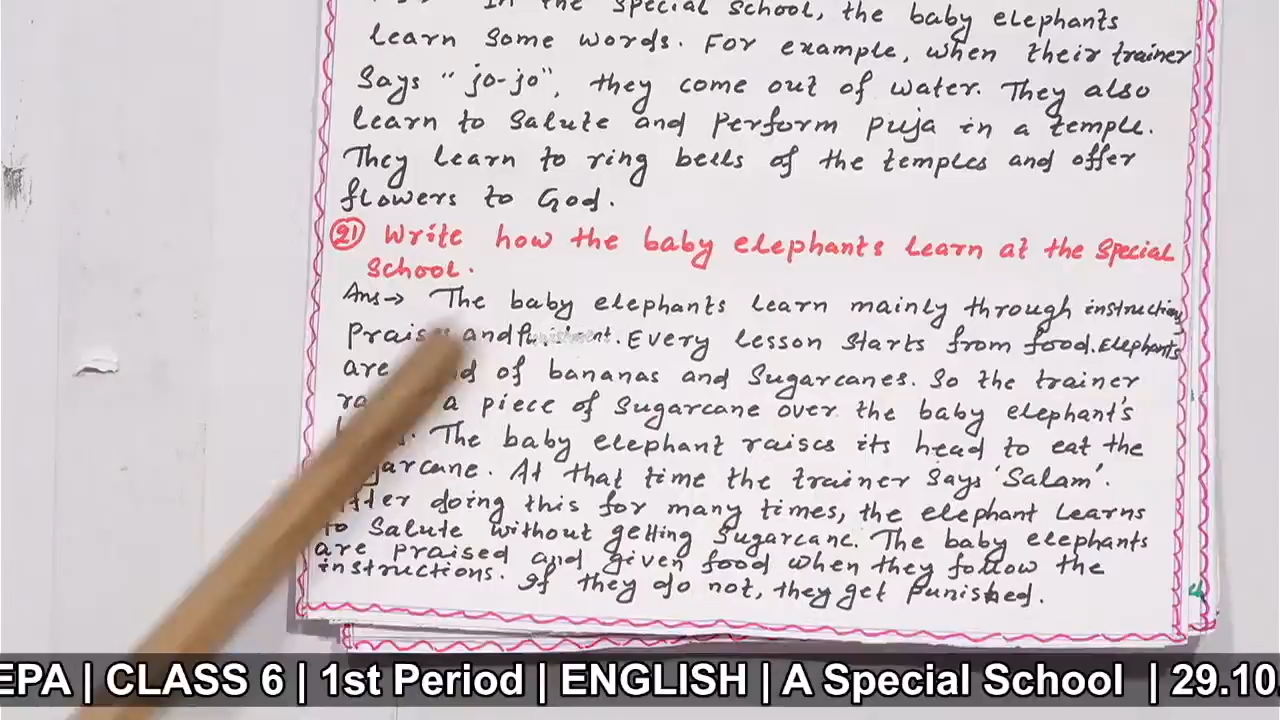 In the Special School, the baby elephants
learn Some words. For example, when their trainer
Says "jo-jo", they come out of water. They also
learn to Salute and Perform puja in a temple.
They learn to ring bells of the temples and offer
flowers to God.
21 Write how the baby elephants learn at the Special
School.
Ans→ The baby elephants learn mainly through
and Every lesson starts from food. Elephants
are of bananas and Sugarcanes. So the trainer
a piece of Sugarcane over the baby elephant's
The baby elephant raises its head to eat the
At that time the trainer Says 'Salam'.
doing this for many times, the elephant learns
to Salute without getting Sugarcane. The baby elephants
are praised and given food when they follow the
instructions. If they do not, they get Punished.
EPA | CLASS 6 | 1st Period | ENGLISH | A Special School | 29.10